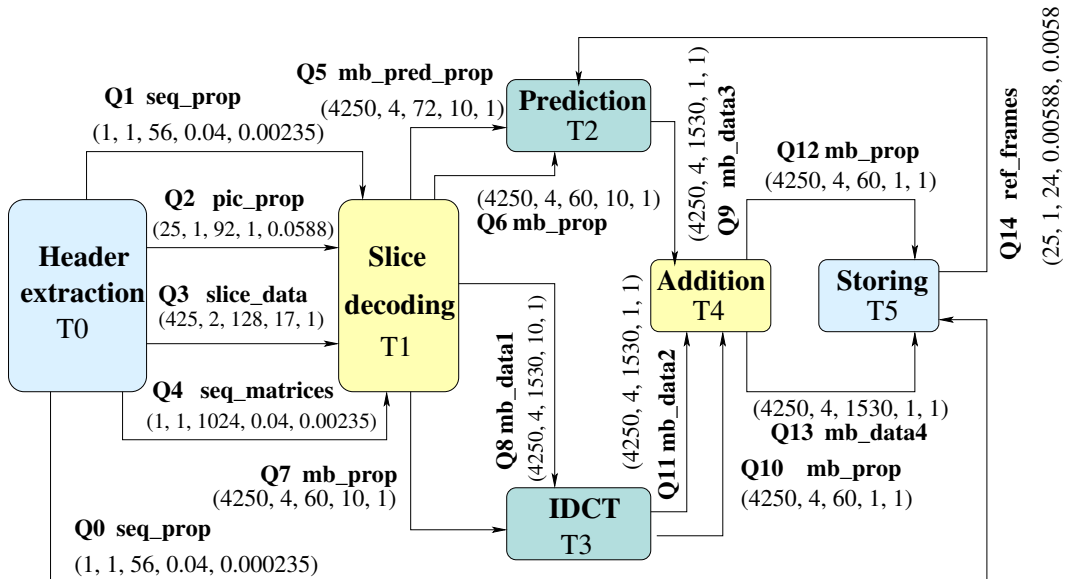 Q1 seq_prop
(1, 1, 56, 0.04, 0.00235)
Q5 mb_pred_prop
(4250, 4, 72, 10, 1)
Prediction
T2
(4250, 4, 1530, 1, 1)
Q9 mb_data3
Q12 mb_prop
(4250, 4, 60, 1, 1)
Q14 ref_frames
(25, 1, 24, 0.00588, 0.0058
Q2 pic_prop
(25, 1, 92, 1, 0.0588)
(4250, 4, 60, 10, 1)
Q6 mb_prop
Header
extraction
T0
Q3 slice_data
(425, 2, 128, 17, 1)
Slice
decoding
T1
Addition
T4
Storing
T5
Q4 seq_matrices
(1, 1, 1024, 0.04, 0.00235)
Q8 mb_data1
(4250, 4, 1530, 10, 1)
(4250, 4, 1530, 1, 1)
Q11 mb_data2
(4250, 4, 1530, 1, 1)
Q13 mb_data4
Q7 mb_prop
(4250, 4, 60, 10, 1)
Q10 mb_prop
(4250, 4, 60, 1, 1)
IDCT
T3
Q0 seq_prop
(1, 1, 56, 0.04, 0.000235)